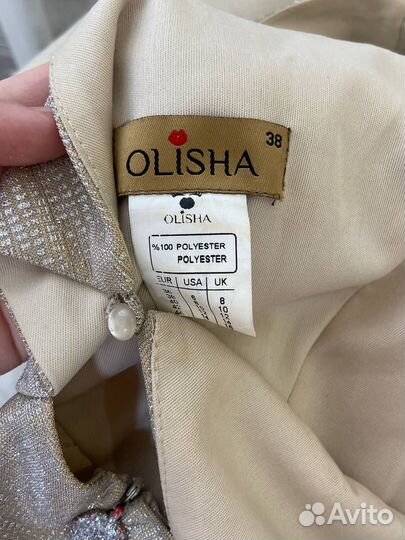 38
OLiSHA
OLiSHA
%100 POLYESTER
POLYESTER
EUR USA UK
8
10
Avito